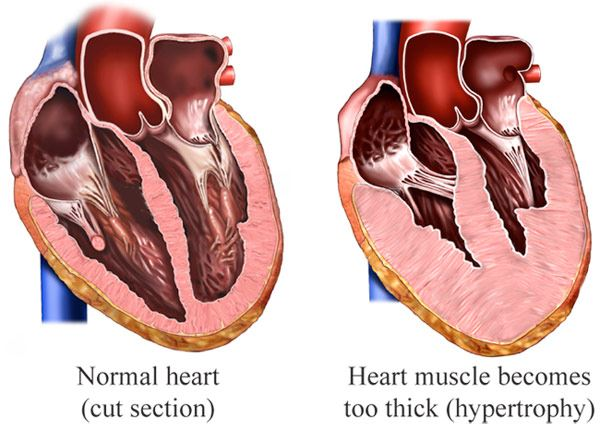 Normal heart
(cut section)
Heart muscle becomes
too thick (hypertrophy)